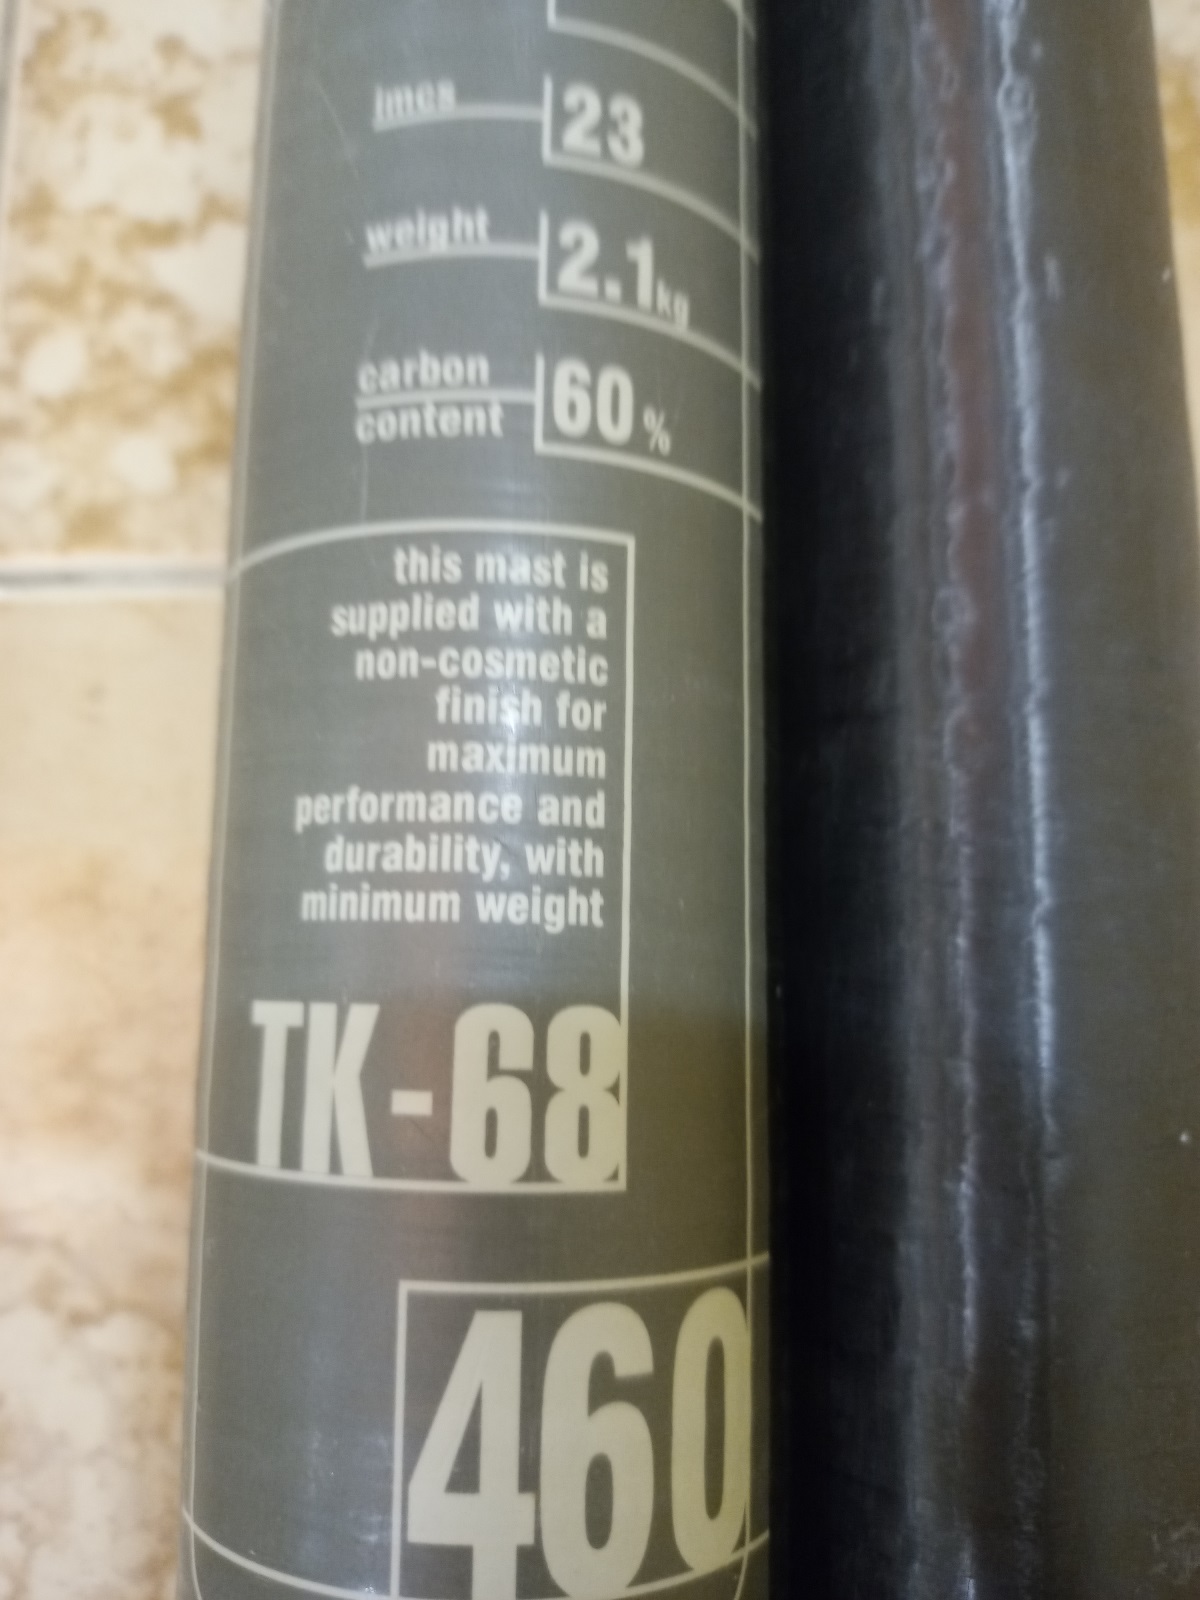 imcs 23
weight 2.1kg
carbon content 60%
this mast is
supplied with a
non-cosmetic
finish for
maximum
performance and
durability, with
minimum weight
TK-68
460